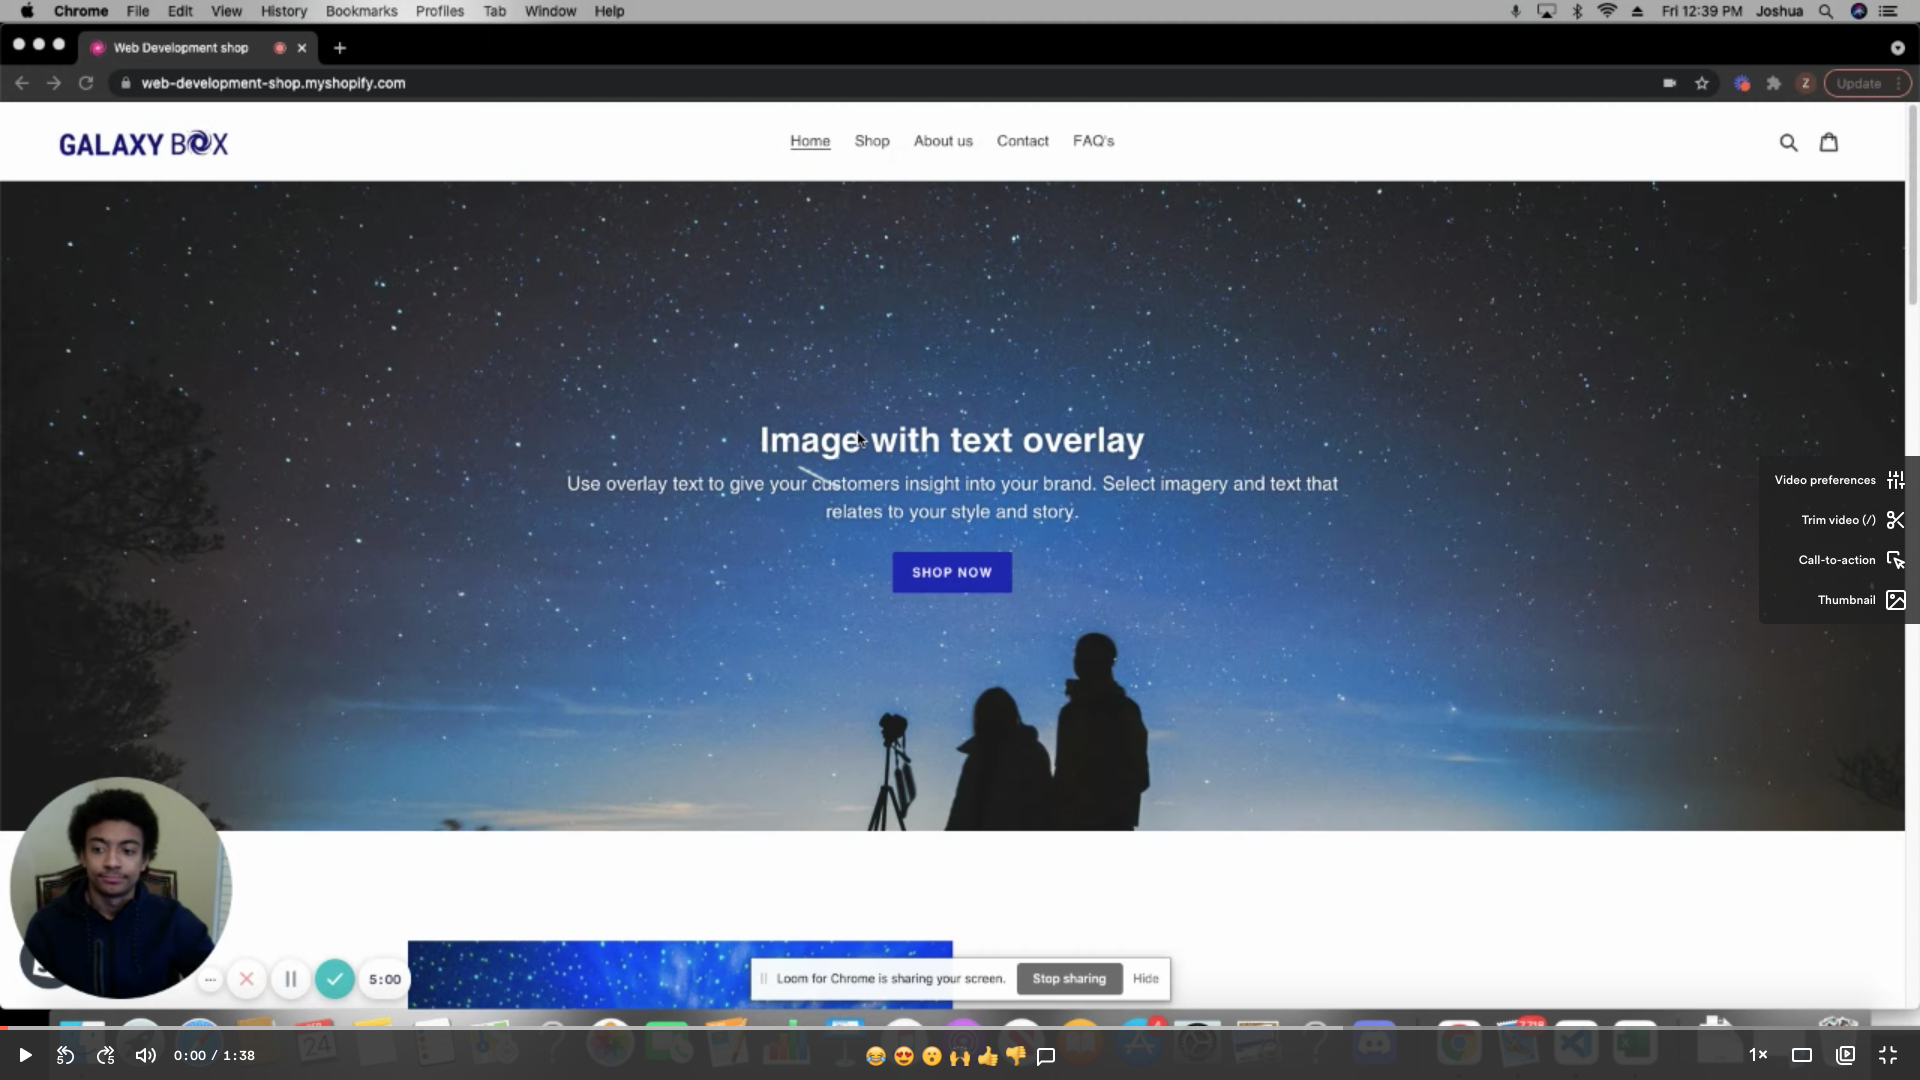 Chrome File Edit View History Bookmarks Profiles Tab Window Help Fri 12:39 PM Joshua
Web Development shop
web-development-shop.myshopify.com Z Update
GALAXY BOX Home Shop About us Contact FAQ's
Image with text overlay
Use overlay text to give your customers insight into your brand. Select imagery and text that
relates to your style and story.
SHOP NOW
Video preferences
Trim video (/)
Call-to-action
Thumbnail
5:00
Loom for Chrome is sharing your screen. Stop sharing Hide
24
0:00 / 1:38 1×